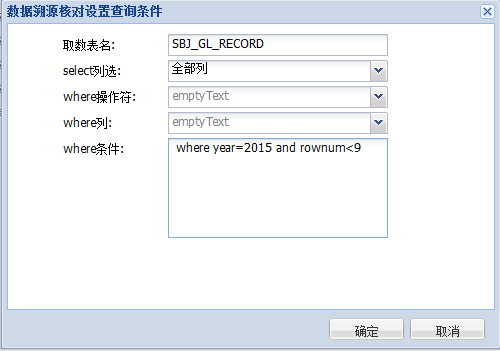 数据溯源核对设置查询条件
取数表名: SBJ_GL_RECORD
select列选: 全部列
where操作符: emptyText
where列: emptyText
where条件: where year=2015 and rownum<9
确定 取消